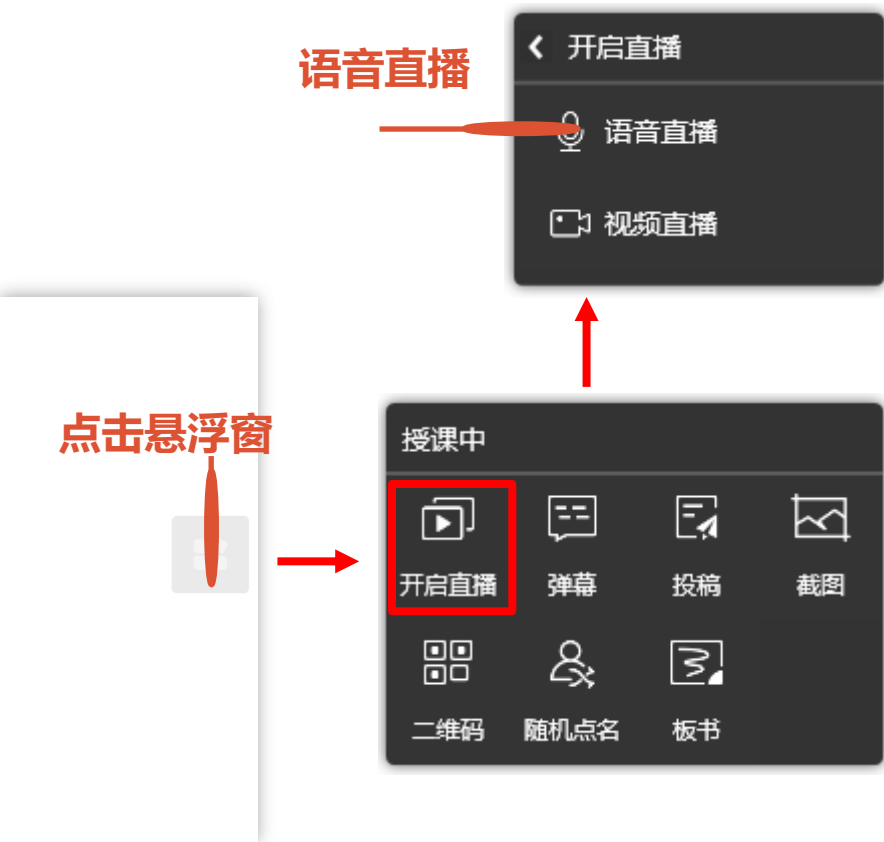 语音直播
开启直播
语音直播
视频直播
点击悬浮窗
授课中
开启直播 弹幕 投稿 截图
二维码 随机点名 板书